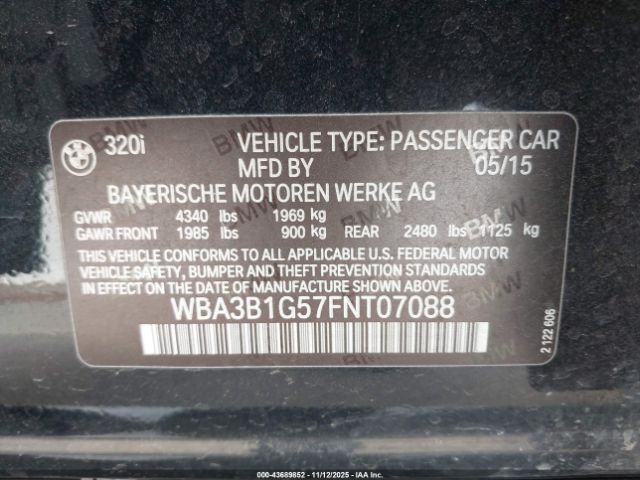 320i VEHICLE TYPE: PASSENGER CAR
MFD BY 05/15
BAYERISCHE MOTOREN WERKE AG
GVWR 4340 lbs 1969 kg
GAWR FRONT 1985 lbs 900 kg REAR 2480 lbs 1125 kg
THIS VEHICLE CONFORMS TO ALL APPLICABLE U.S. FEDERAL MOTOR
VEHICLE SAFETY, BUMPER AND THEFT PREVENTION STANDARDS IN
EFFECT ON THE DATE OF MANUFACTURE SHOWN ABOVE.
WBA3B1G57FNT07088
2 122 606
000-43689852 - 11/12/2025 - IAA